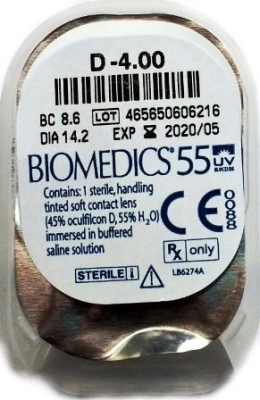 D -4.00
BC 8.6 LOT 465650606216
DIA 14.2 EXP 2020/05
BIOMEDICS® 55 UV
Contains: 1 sterile, handling
tinted soft contact lens
(45% ocufilcon D, 55% H₂O)
immersed in buffered
saline solution
CE 0088
Rx only
STERILE
LB6274A